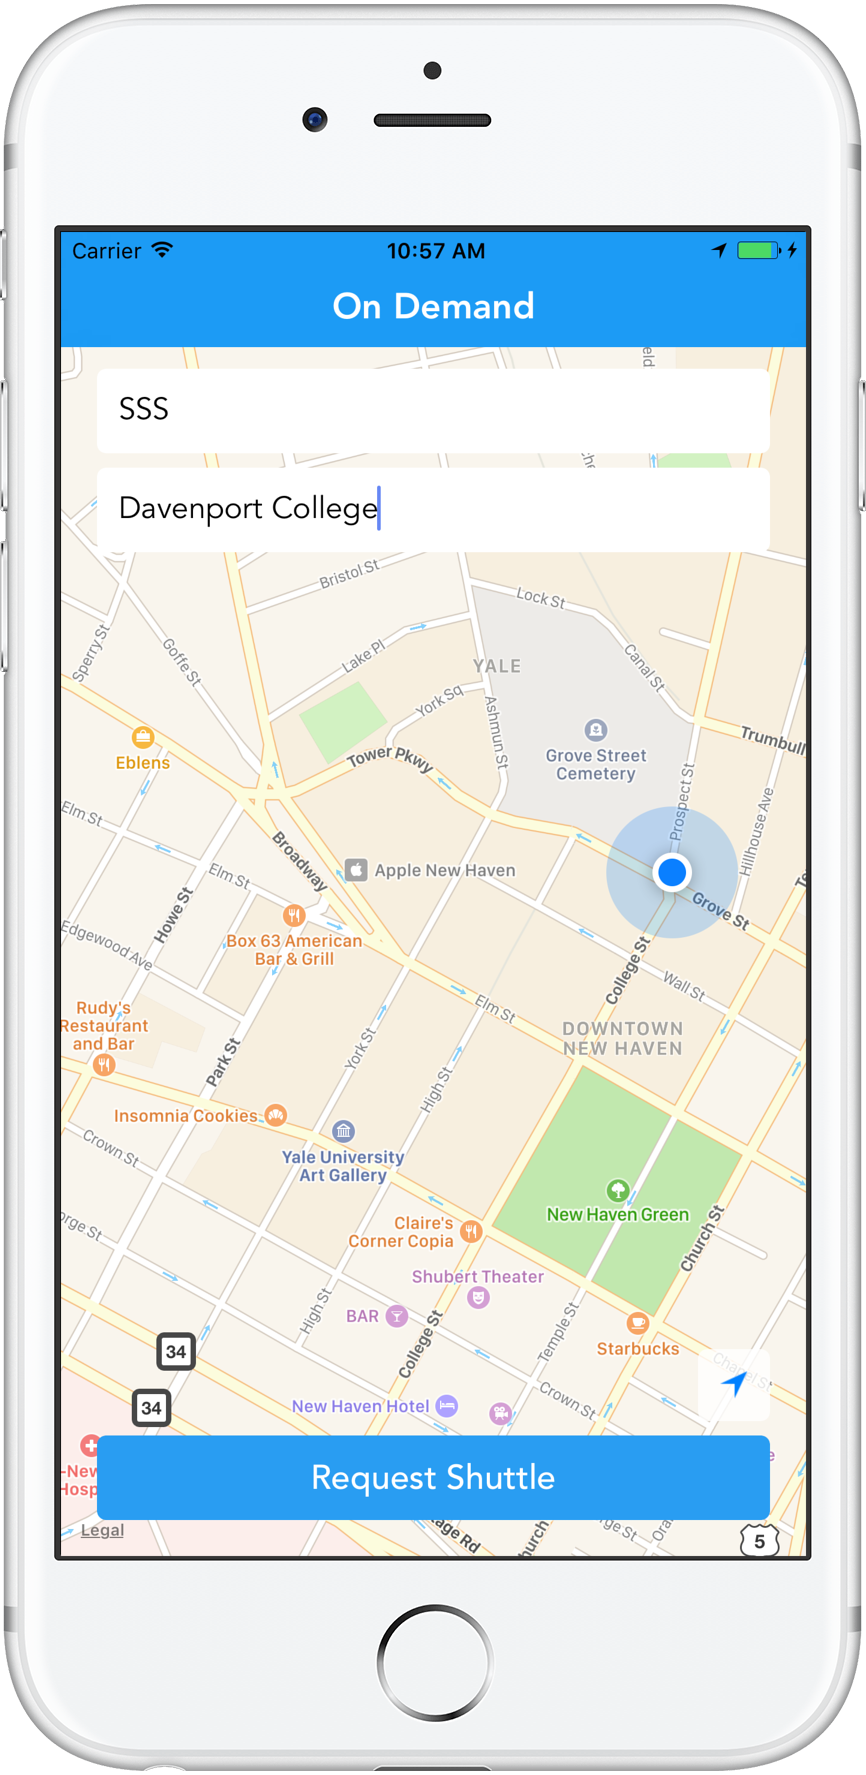 Carrier
10:57 AM
On Demand
SSS
Davenport College
Bristol St
Lock St
Sperry St
Goffe St
Lake Pl
YALE
Canal St
York Sq
Ashmun St
Trumbull
Eblens
Tower Pkwy
Grove Street
Cemetery
Prospect St
Hillhouse Ave
Elm St
Broadway
Apple New Haven
Elm St
Howe St
Grove St
Edgewood Ave
Box 63 American
Bar & Grill
College St
Wall St
Rudy's
Restaurant
and Bar
Elm St
DOWNTOWN
NEW HAVEN
Park St
York St
High St
Insomnia Cookies
Crown St
Yale University
Art Gallery
New Haven Green
Claire's
Corner Copia
Church St
Shubert Theater
High St
BAR
College St
Temple St
Starbucks
34
Chapel St
34
New Haven Hotel
Crown St
Request Shuttle
Legal
5